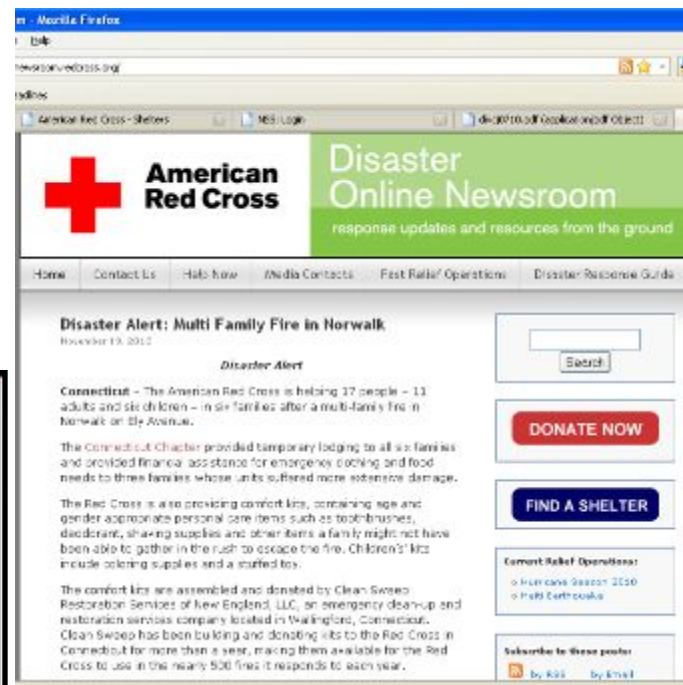 m - Mozilla Firefox
Help
newsroom.redcross.org/
eadlines
American Red Cross - Shelters
NSS: Login
(application/pdf Object)
American
Red Cross
Disaster
Online Newsroom
response updates and resources from the ground
Home Contact Us Help Now Media Contacts Past Relief Operations Disaster Response Guide
Disaster Alert: Multi Family Fire in Norwalk
November 19, 2010
Disaster Alert
Connecticut – The American Red Cross is helping 17 people – 11
adults and six children – in six families after a multi-family fire in
Norwalk on Ely Avenue.
The Connecticut Chapter provided temporary lodging to all six families
and provided financial assistance for emergency clothing and food
needs to three families whose units suffered more extensive damage.
The Red Cross is also providing comfort kits, containing age and
gender appropriate personal care items such as toothbrushes,
deodorant, shaving supplies and other items a family might not have
been able to gather in the rush to escape the fire. Children's' kits
include coloring supplies and a stuffed toy.
The comfort kits are assembled and donated by Clean Sweep
Restoration Services of New England, LLC, an emergency clean-up and
restoration services company located in Wallingford, Connecticut.
Clean Sweep has been building and donating kits to the Red Cross in
Connecticut for more than a year, making them available for the Red
Cross to use in the nearly 500 fires it responds to each year.
Search
DONATE NOW
FIND A SHELTER
Current Relief Operations:
Hurricane Season 2010
Haiti Earthquake
Subscribe to these posts:
by RSS by Email